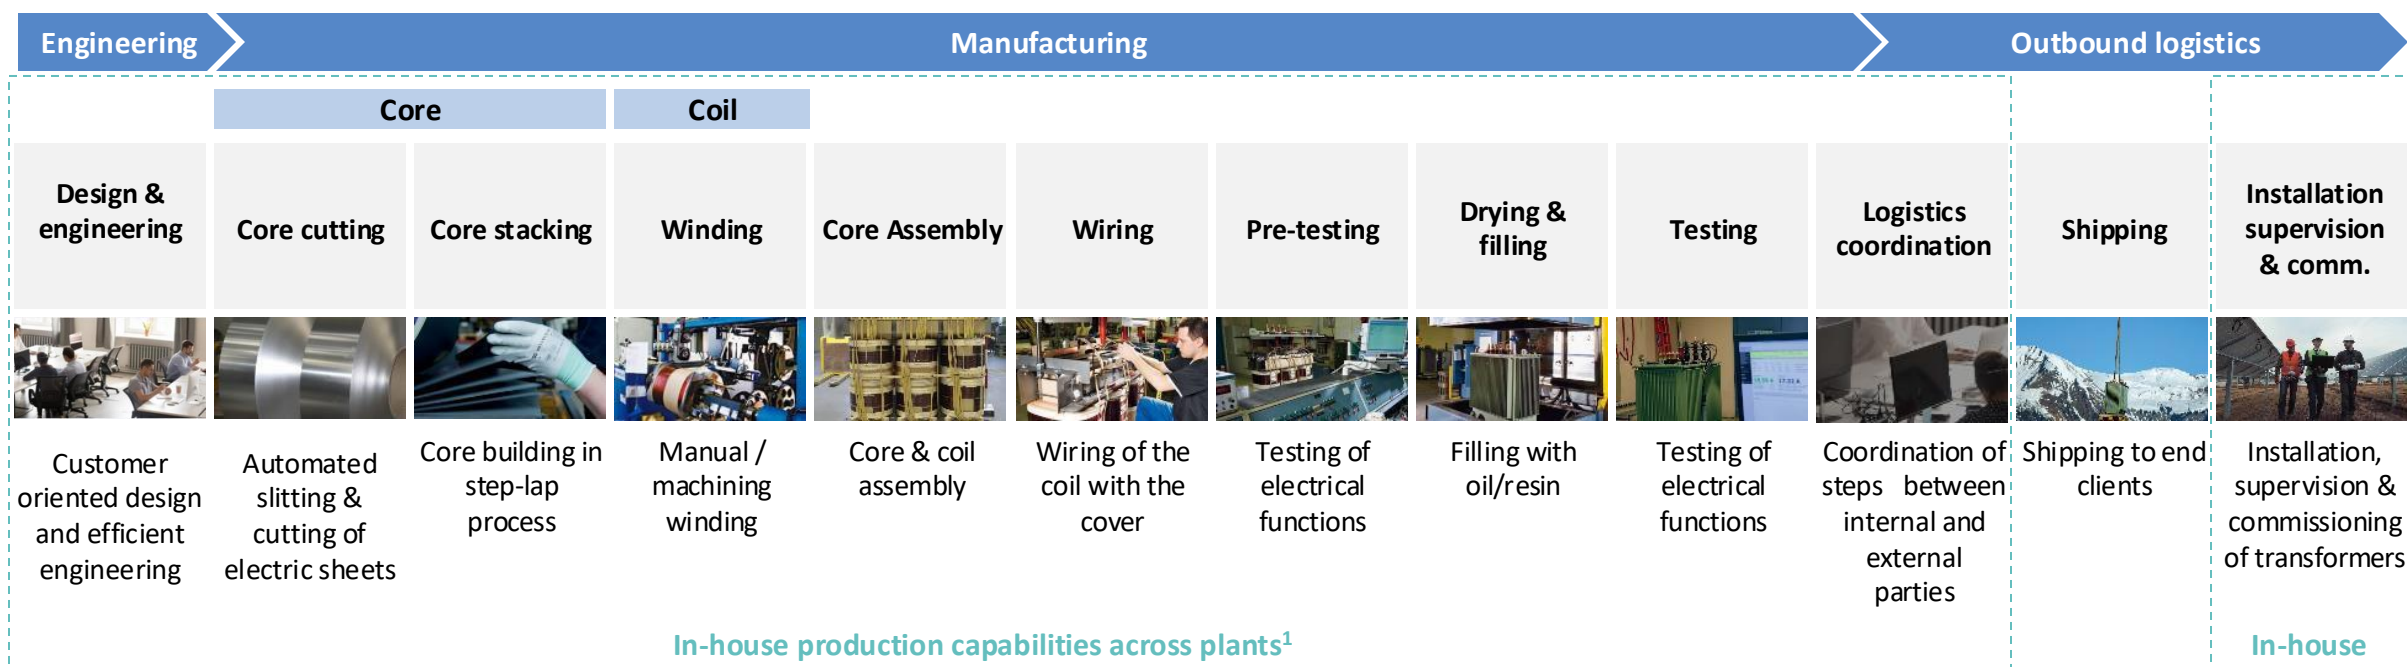 Engineering
Manufacturing
Outbound logistics
Core
Coil
Design &
engineering
Core cutting
Core stacking
Winding
Core Assembly
Wiring
Pre-testing
Drying &
filling
Testing
Logistics
coordination
Shipping
Installation
supervision
& comm.
Customer
oriented design
and efficient
engineering
Automated
slitting &
cutting of
electric sheets
Core building in
step-lap
process
Manual /
machining
winding
Core & coil
assembly
Wiring of the
coil with the
cover
Testing of
electrical
functions
Filling with
oil/resin
Testing of
electrical
functions
Coordination of
steps between
internal and
external
parties
Shipping to end
clients
Installation,
supervision &
commissioning
of transformers
In-house production capabilities across plants¹
In-house